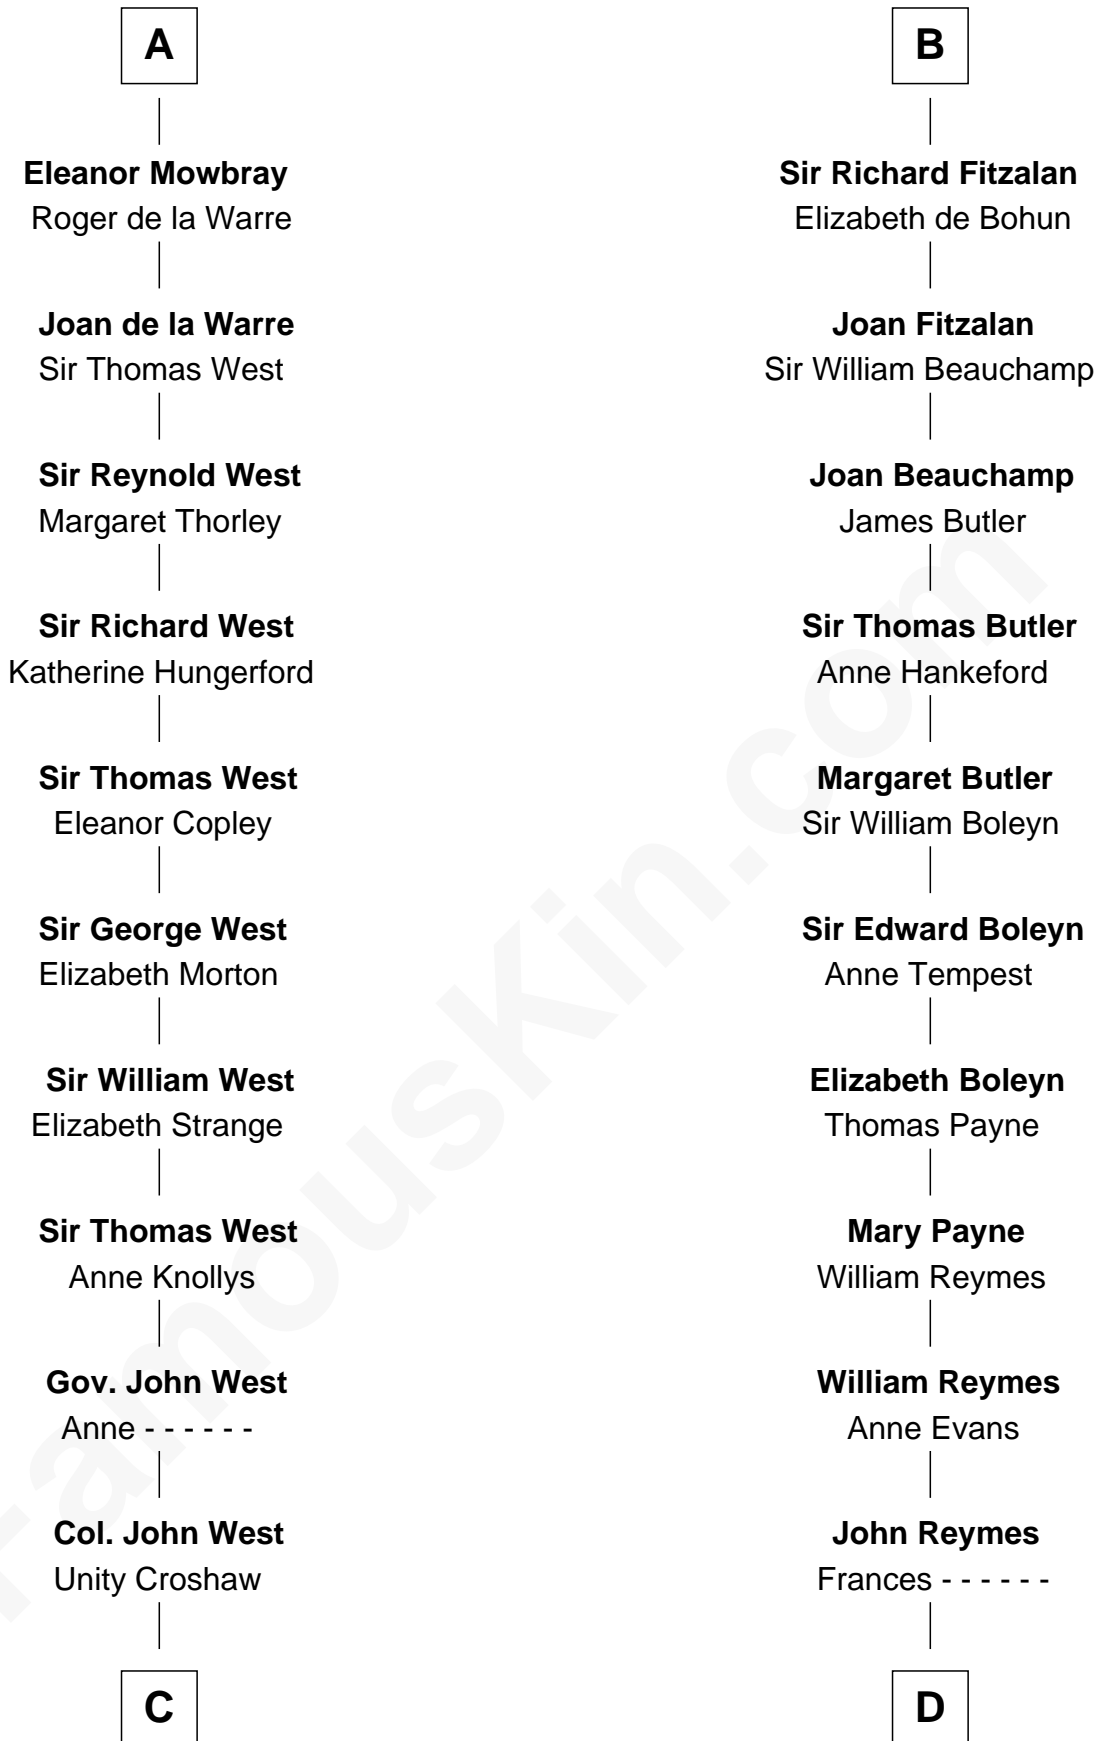 A
Eleanor Mowbray
Roger de la Warre
Joan de la Warre
Sir Thomas West
Sir Reynold West
Margaret Thorley
Sir Richard West
Katherine Hungerford
Sir Thomas West
Eleanor Copley
Sir George West
Elizabeth Morton
Sir William West
Elizabeth Strange
Sir Thomas West
Anne Knollys
Gov. John West
Anne - - - - - -
Col. John West
Unity Croshaw
C
B
Sir Richard Fitzalan
Elizabeth de Bohun
Joan Fitzalan
Sir William Beauchamp
Joan Beauchamp
James Butler
Sir Thomas Butler
Anne Hankeford
Margaret Butler
Sir William Boleyn
Sir Edward Boleyn
Anne Tempest
Elizabeth Boleyn
Thomas Payne
Mary Payne
William Reymes
William Reymes
Anne Evans
John Reymes
Frances - - - - - -
D
FamousKin.com